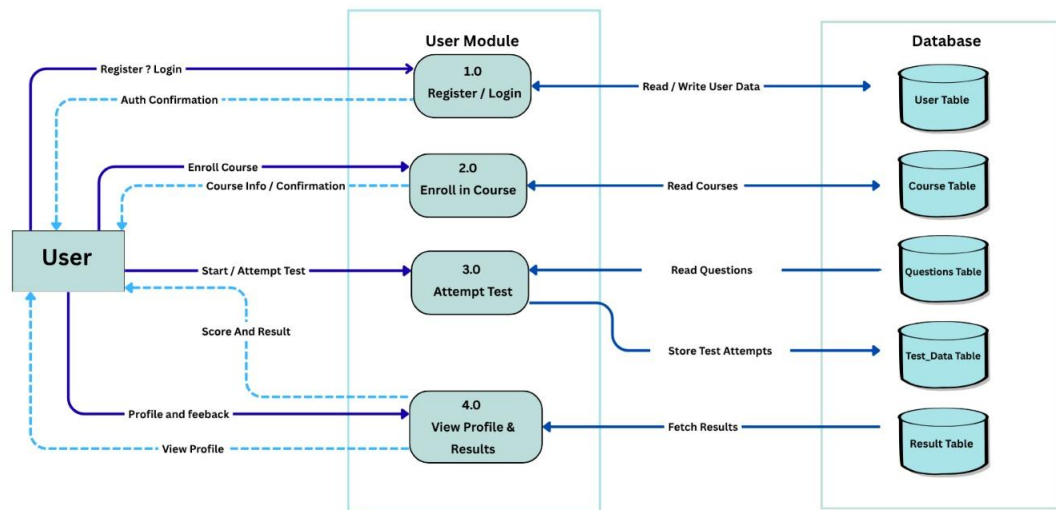 User Module
Database
Register ? Login
1.0
Register / Login
Read / Write User Data
User Table
Auth Confirmation
Enroll Course
2.0
Enroll in Course
Read Courses
Course Table
Course Info / Confirmation
User
Start / Attempt Test
3.0
Attempt Test
Read Questions
Questions Table
Score And Result
Store Test Attempts
Test_Data Table
Profile and feeback
4.0
View Profile &
Results
Fetch Results
Result Table
View Profile